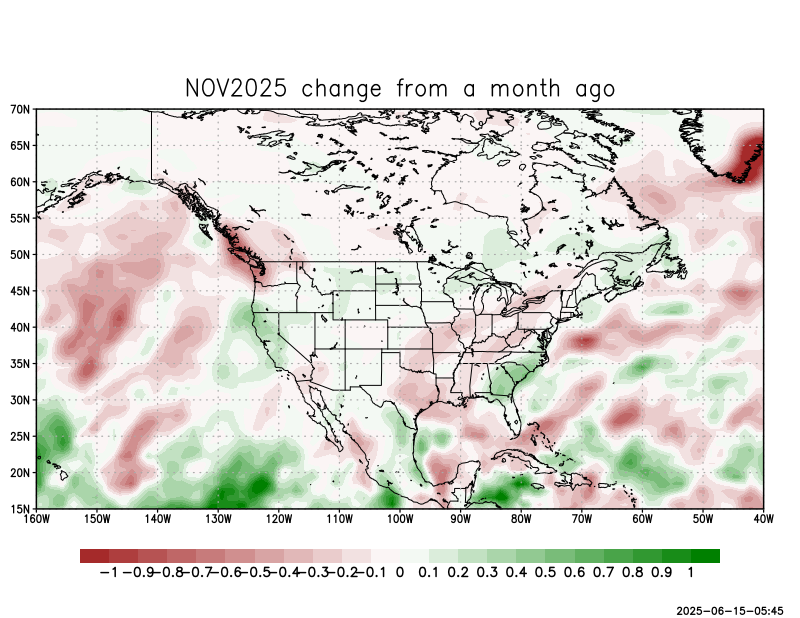 NOV2025 change from a month ago
70N
65N
60N
55N
50N
45N
40N
35N
30N
25N
20N
15N
160W 150W 140W 130W 120W 110W 100W 90W 80W 70W 60W 50W 40W
−1 −0.9 −0.8 −0.7 −0.6 −0.5 −0.4 −0.3 −0.2 −0.1 0 0.1 0.2 0.3 0.4 0.5 0.6 0.7 0.8 0.9 1
2025−06−15−05:45